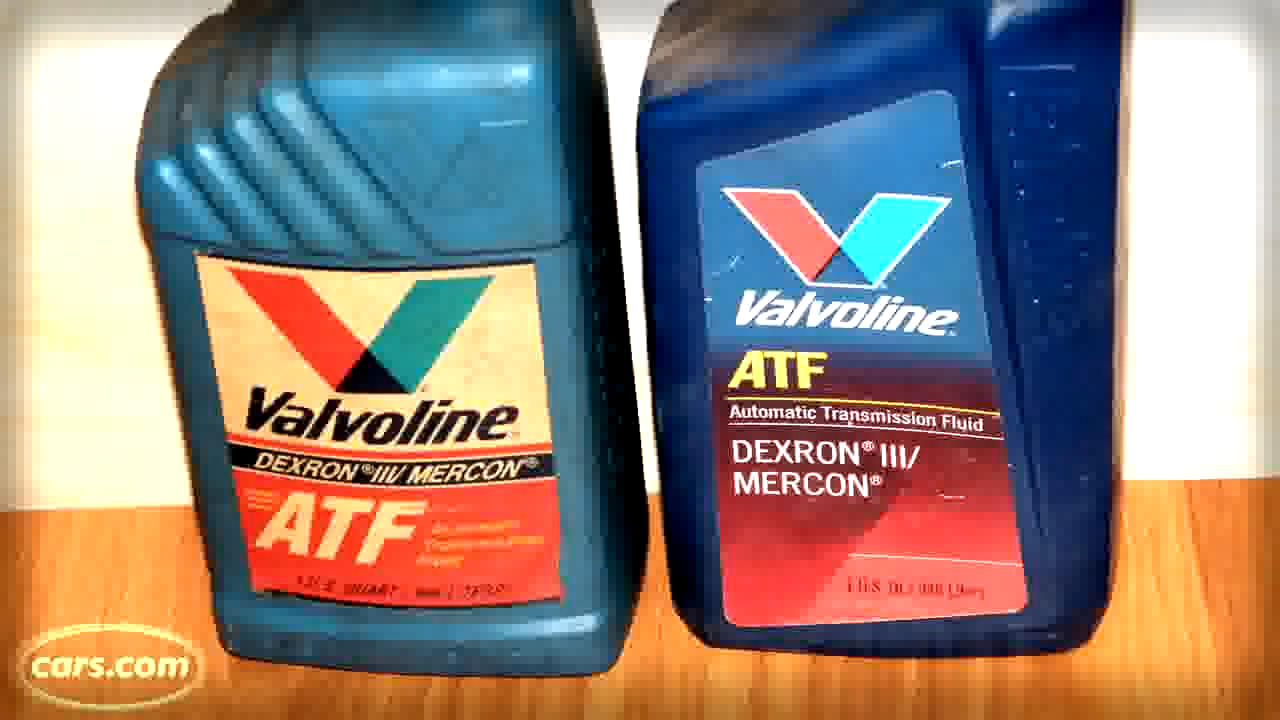 Valvoline
DEXRON® III/ MERCON®
ATF
Valvoline
ATF
Automatic Transmission Fluid
DEXRON® III/
MERCON®
cars.com